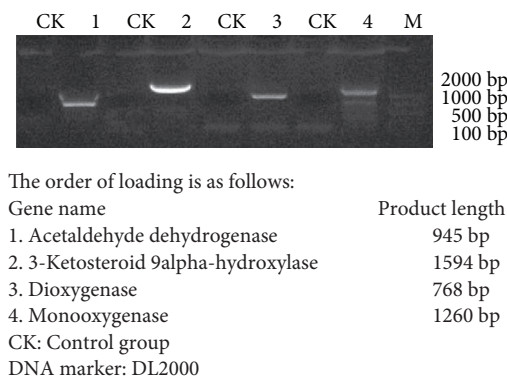 CK 1 CK 2 CK 3 CK 4 M
2000 bp
1000 bp
500 bp
100 bp
The order of loading is as follows:
Gene name Product length
1. Acetaldehyde dehydrogenase 945 bp
2. 3-Ketosteroid 9alpha-hydroxylase 1594 bp
3. Dioxygenase 768 bp
4. Monooxygenase 1260 bp
CK: Control group
DNA marker: DL2000